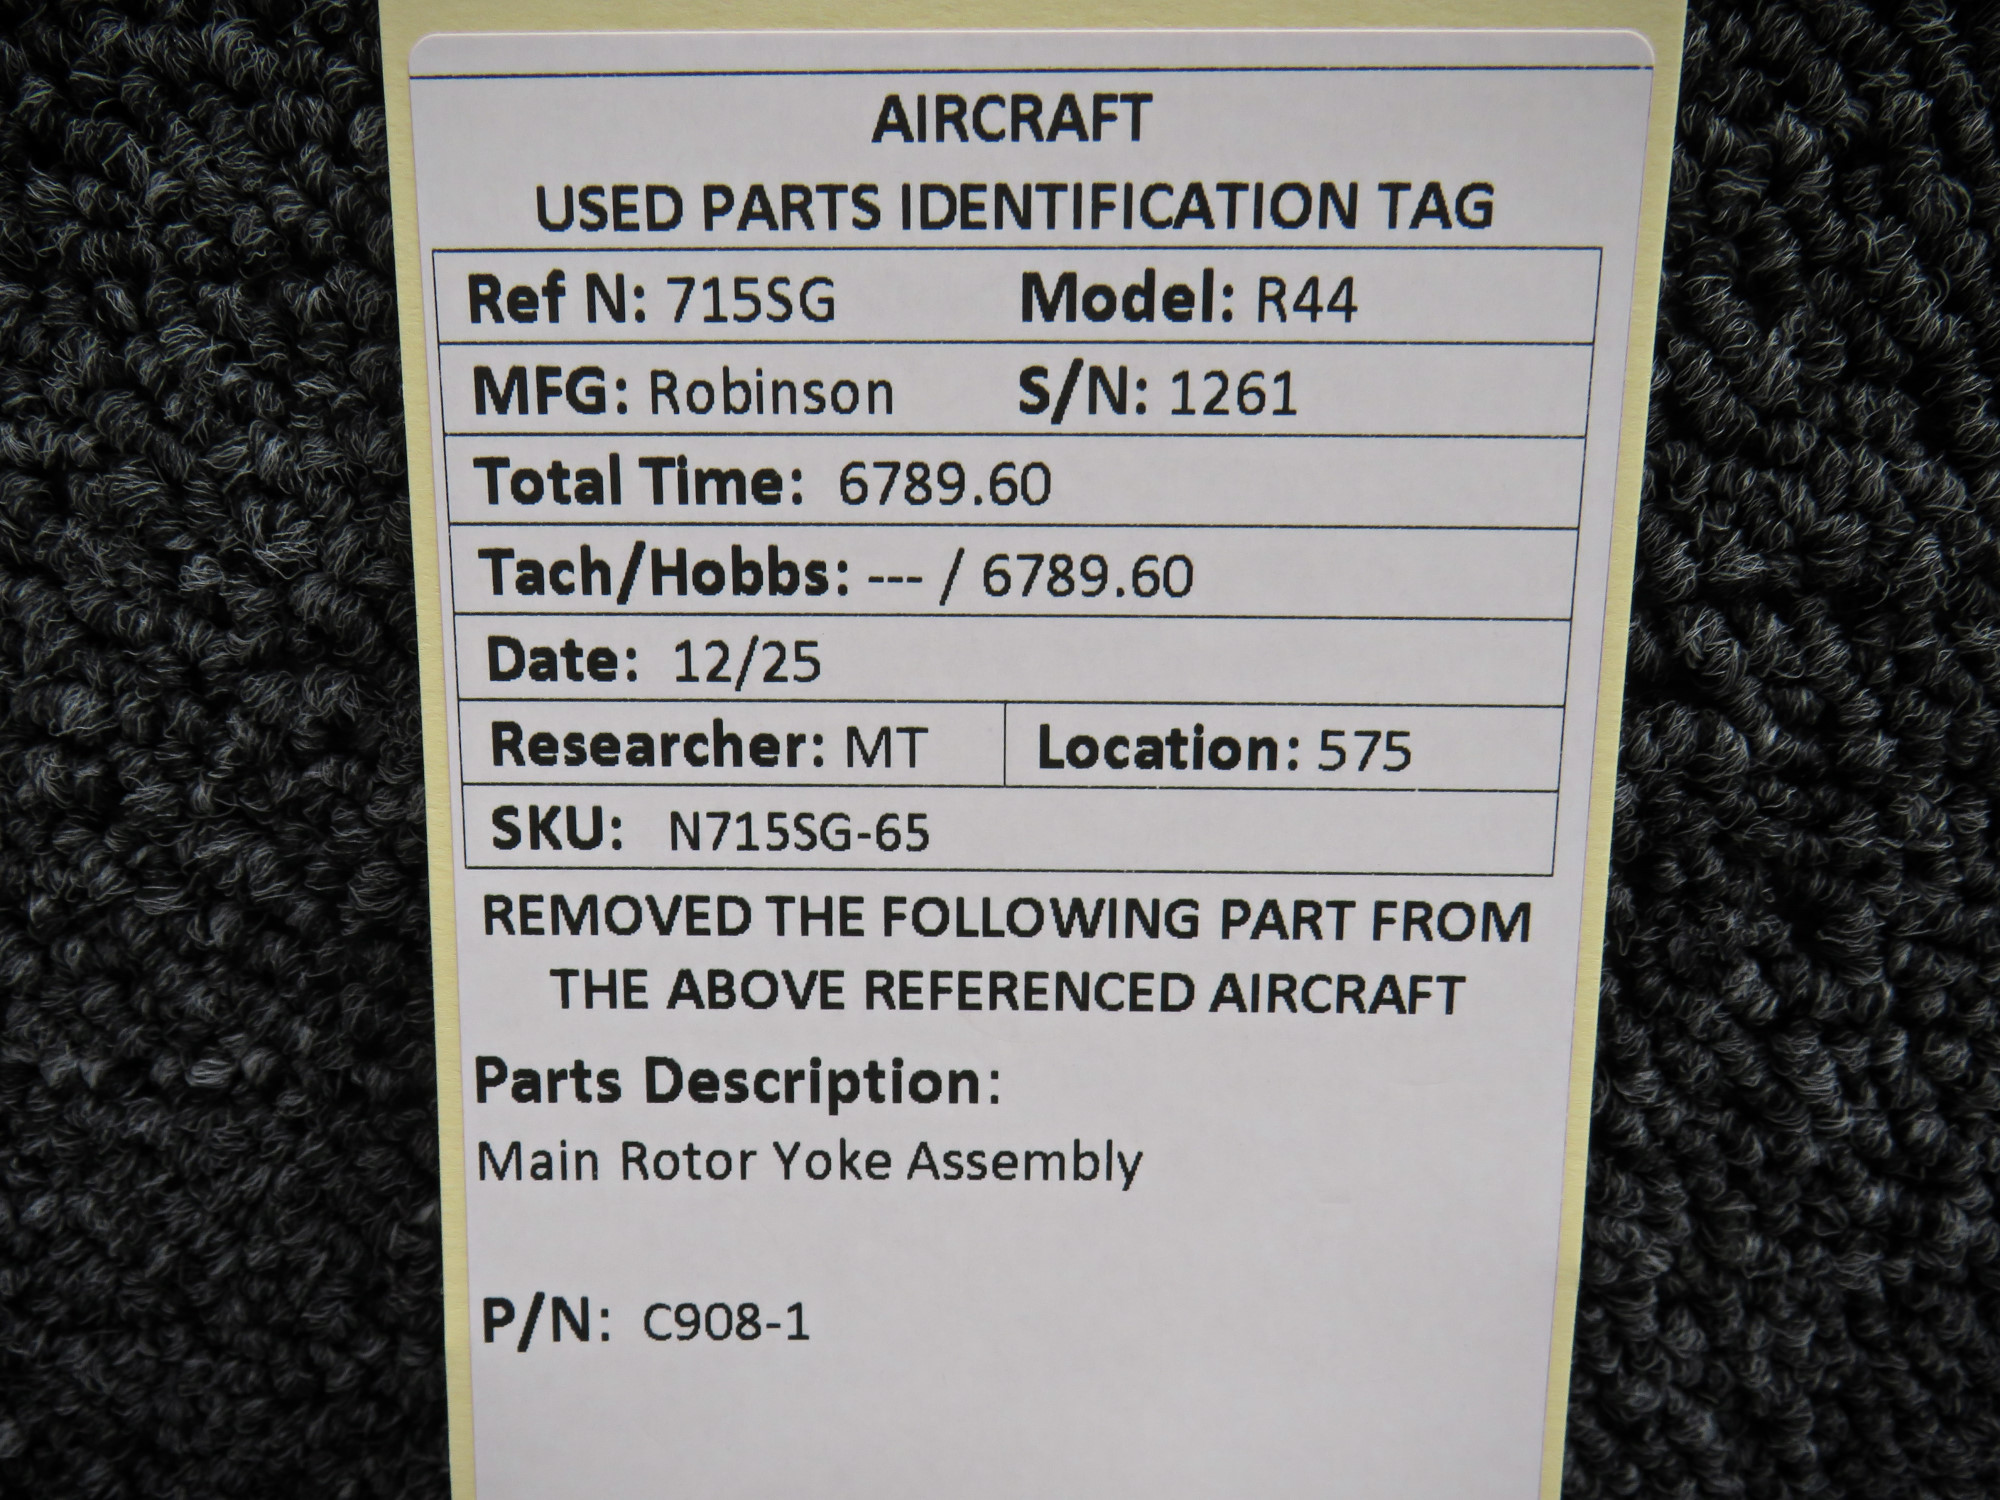 AIRCRAFT
USED PARTS IDENTIFICATION TAG
Ref N: 715SG Model: R44
MFG: Robinson S/N: 1261
Total Time: 6789.60
Tach/Hobbs: --- / 6789.60
Date: 12/25
Researcher: MT Location: 575
SKU: N715SG-65
REMOVED THE FOLLOWING PART FROM
THE ABOVE REFERENCED AIRCRAFT
Parts Description:
Main Rotor Yoke Assembly
P/N: C908-1